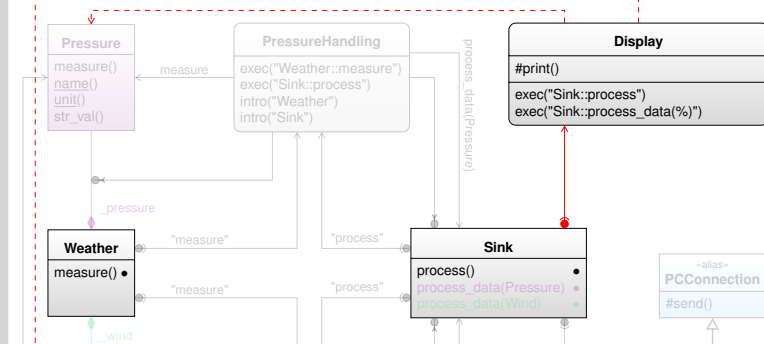 Pressure
measure()
name()
unit()
str_val()
measure
PressureHandling
exec("Weather::measure")
exec("Sink::process")
intro("Weather")
intro("Sink")
process_data(Pressure)
Display
#print()
exec("Sink::process")
exec("Sink::process_data(%)")
_pressure
Weather
measure()
"measure"
"measure"
"process"
"process"
Sink
process()
process_data(Pressure)
process_data(Wind)
«alias»
PCConnection
#send()
_wind